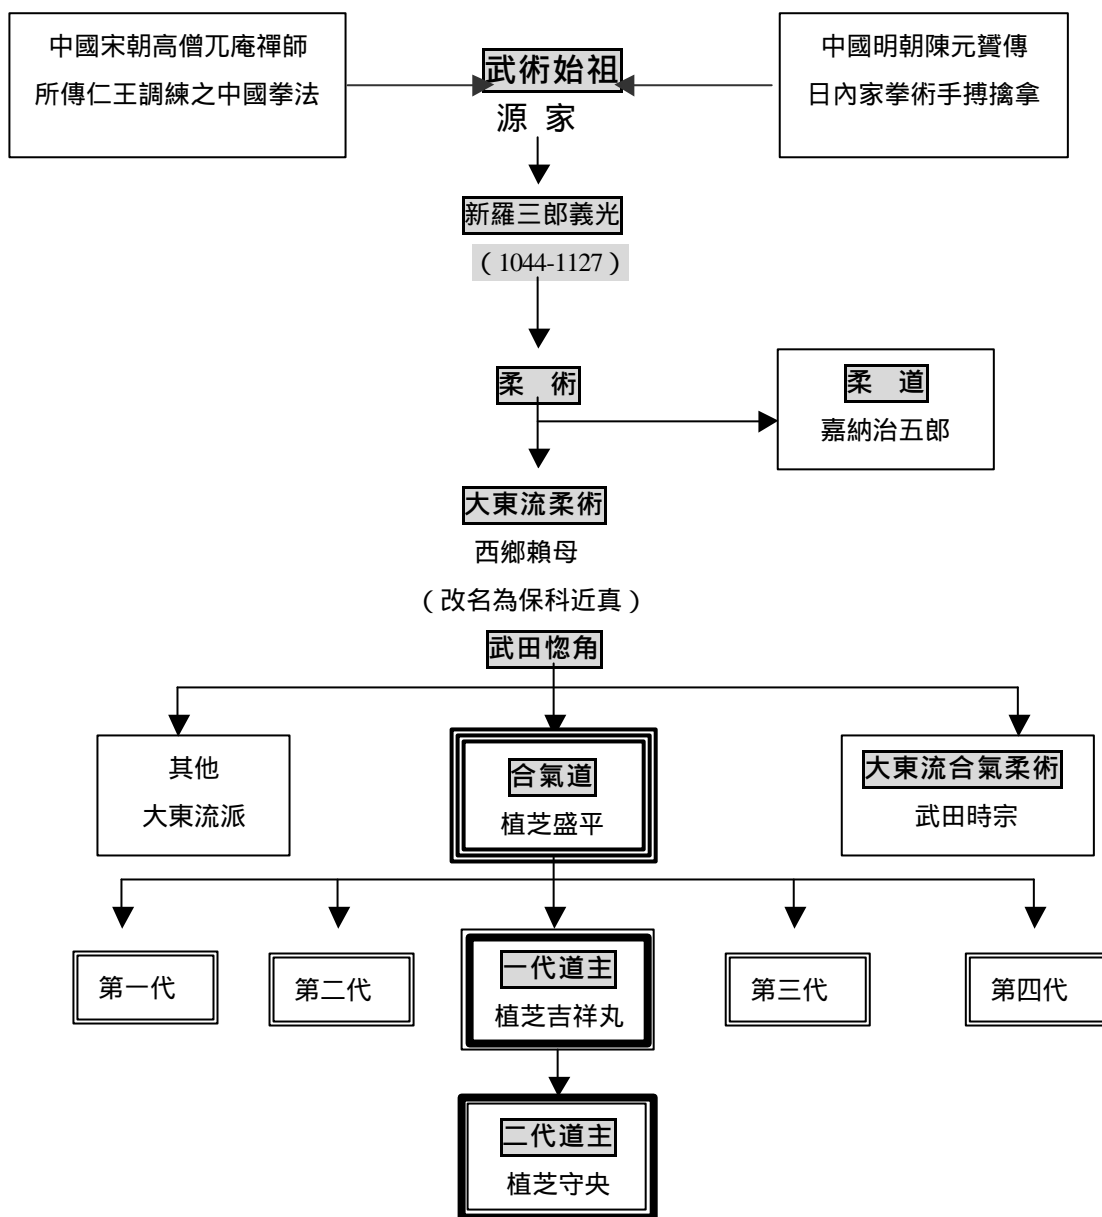 中國宋朝高僧兀庵禪師
所傳仁王調練之中國拳法
武術始祖
源 家
中國明朝陳元贇傳
日內家拳術手搏擒拿
新羅三郎義光
（1044-1127）
柔 術
柔 道
嘉納治五郎
大東流柔術
西鄉賴母
（改名為保科近真）
武田惚角
其他
大東流派
合氣道
植芝盛平
大東流合氣柔術
武田時宗
第一代
第二代
一代道主
植芝吉祥丸
第三代
第四代
二代道主
植芝守央